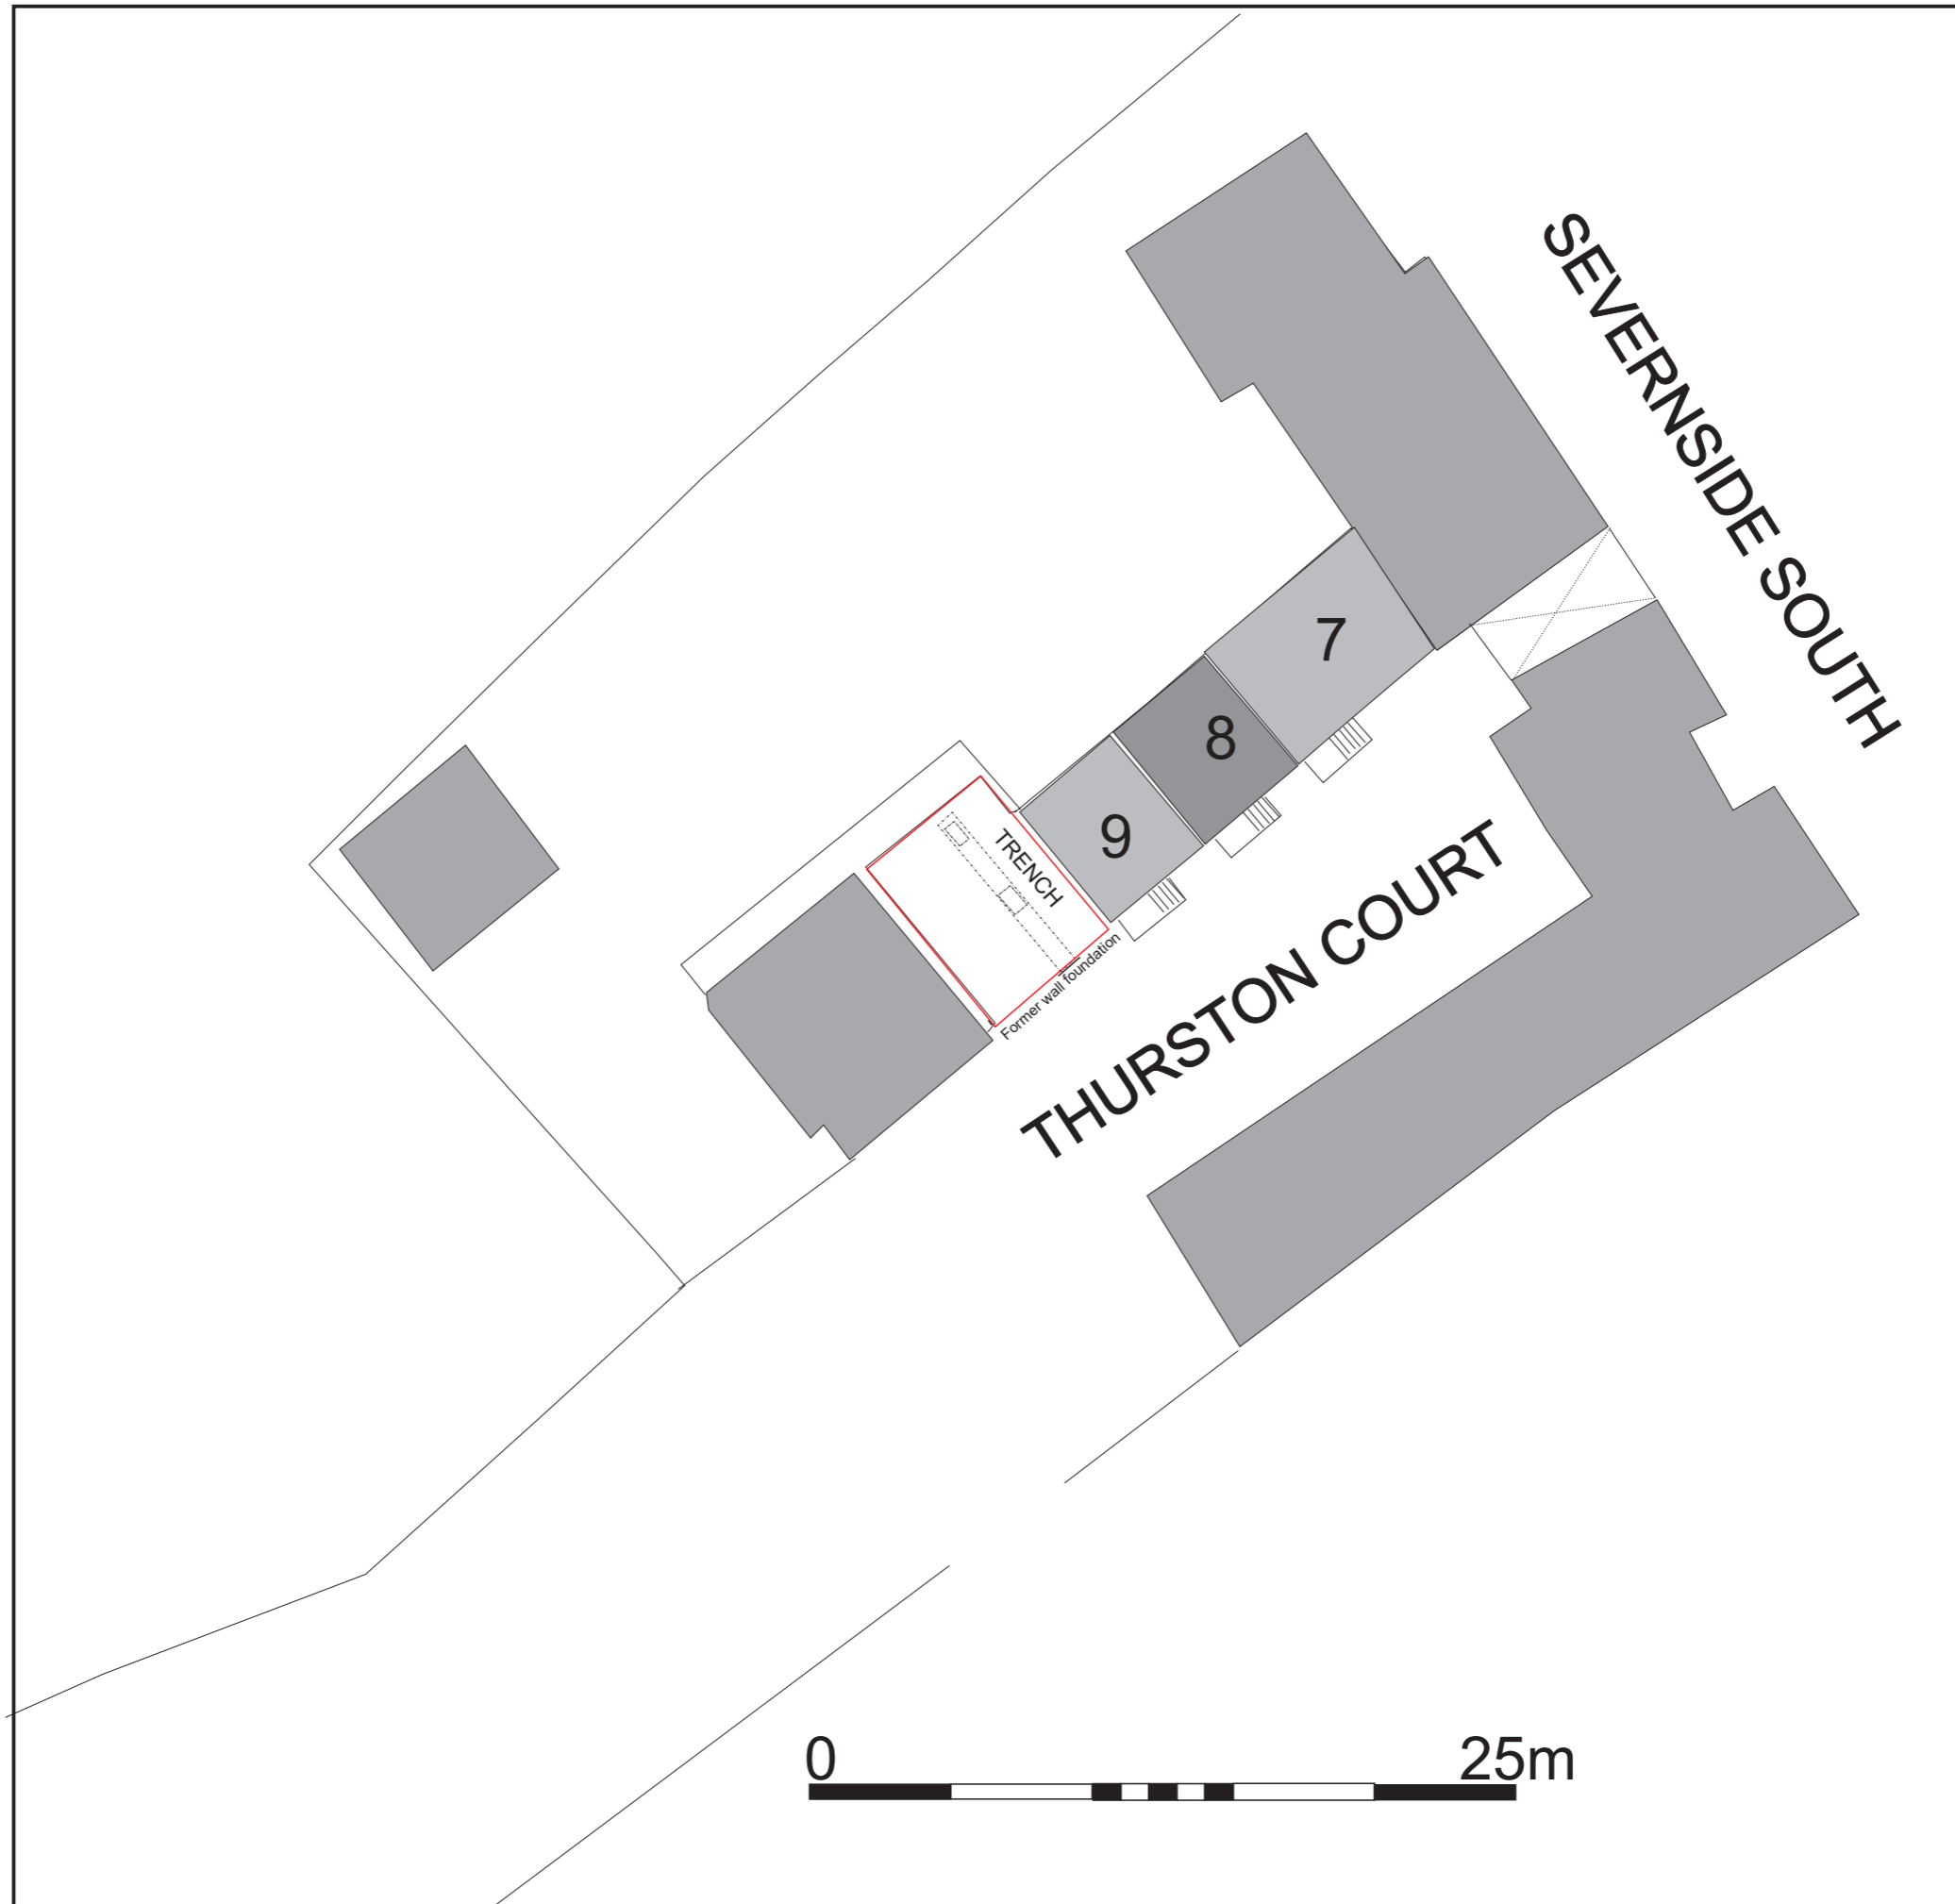 SEVERNSIDE SOUTH
7
8
9
TRENCH
Former wall foundation
THURSTON COURT
0 25m